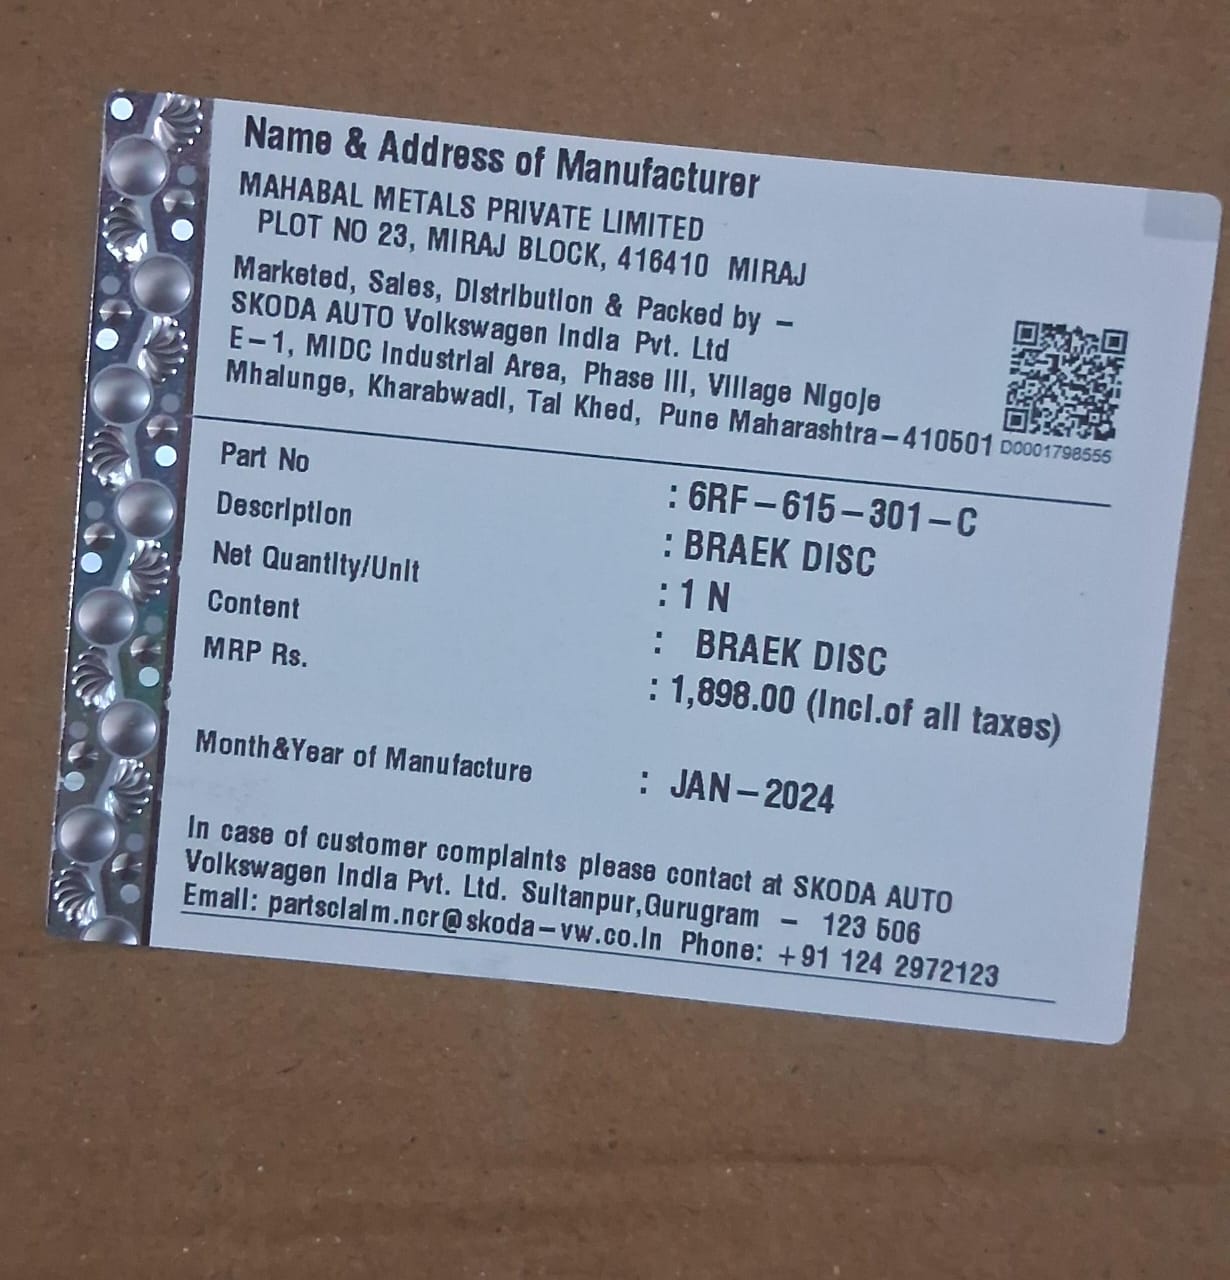 Name & Address of Manufacturer
MAHABAL METALS PRIVATE LIMITED
PLOT NO 23, MIRAJ BLOCK, 416410 MIRAJ
Marketed, Sales, Distribution & Packed by -
SKODA AUTO Volkswagen India Pvt. Ltd
E-1, MIDC Industrial Area, Phase III, Village Nigoje
Mhalunge, Kharabwadi, Tal Khed, Pune Maharashtra-410501
D0001798555
Part No : 6RF-615-301-C
Description : BRAEK DISC
Net Quantity/Unit : 1 N
Content : BRAEK DISC
MRP Rs. : 1,898.00 (Incl.of all taxes)
Month&Year of Manufacture : JAN-2024
In case of customer complaints please contact at SKODA AUTO
Volkswagen India Pvt. Ltd. Sultanpur,Gurugram - 123 506
Email: partsclaim.ncr@skoda-vw.co.in Phone: +91 124 2972123